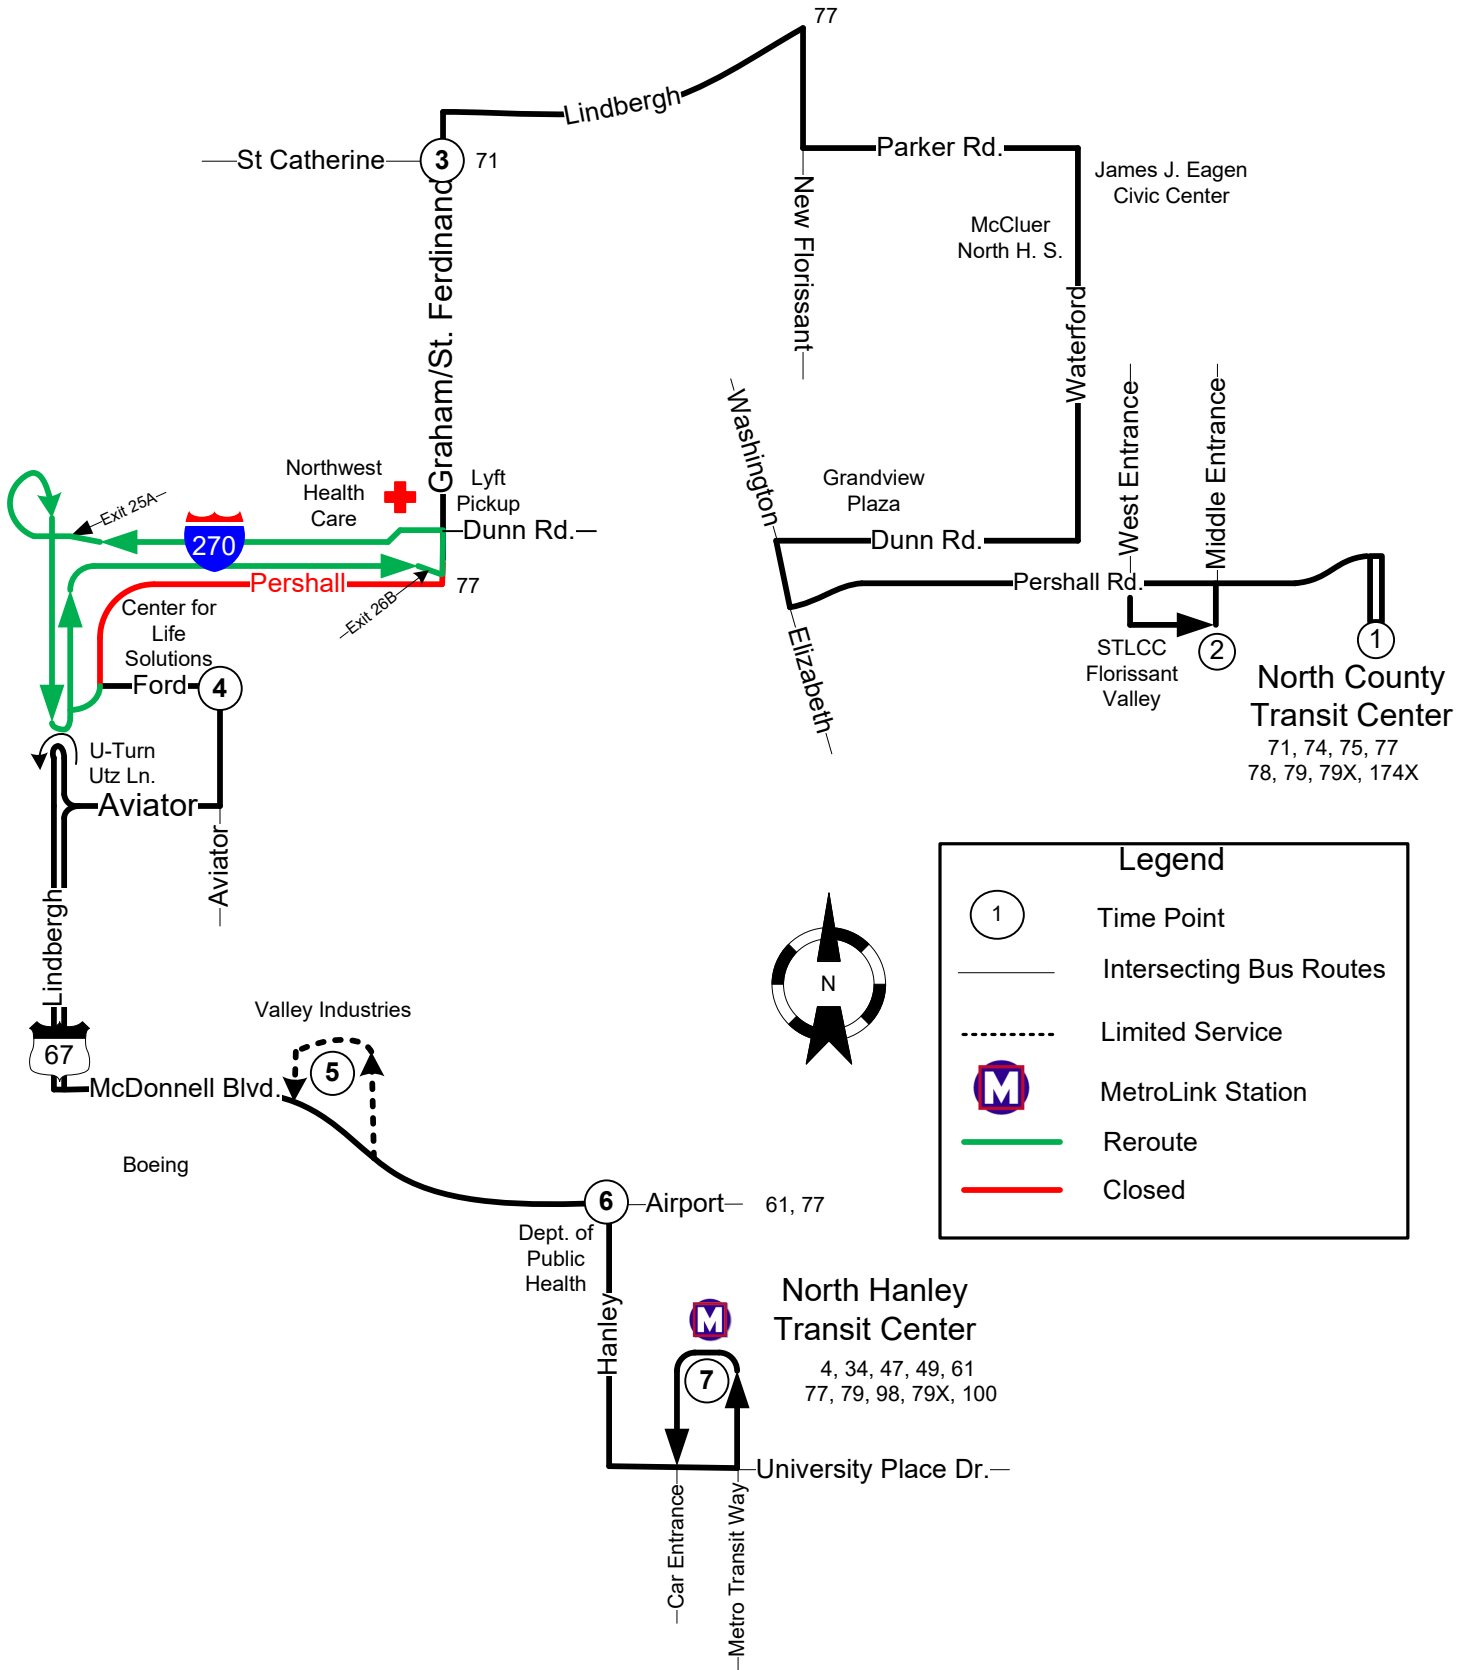 77
Lindbergh
St Catherine
3
71
Parker Rd.
James J. Eagen
Civic Center
New Florissant
McCluer
North H. S.
Graham/St. Ferdinand
Waterford
West Entrance
Middle Entrance
Washington
Northwest
Health
Care
Lyft
Pickup
Grandview
Plaza
Exit 25A
Dunn Rd.
Dunn Rd.
270
Pershall
77
Pershall Rd.
Exit 26B
Center for
Life
Solutions
Elizabeth
STLCC
Florissant
Valley
2
1
Ford
4
North County
Transit Center
71, 74, 75, 77
78, 79, 79X, 174X
U-Turn
Utz Ln.
Aviator
Aviator
Lindbergh
67
Legend
1
Time Point
Intersecting Bus Routes
Limited Service
M
MetroLink Station
Reroute
Closed
N
Valley Industries
5
McDonnell Blvd.
Boeing
6
Airport
61, 77
Dept. of
Public
Health
Hanley
M
North Hanley
Transit Center
7
4, 34, 47, 49, 61
77, 79, 98, 79X, 100
University Place Dr.
Car Entrance
Metro Transit Way